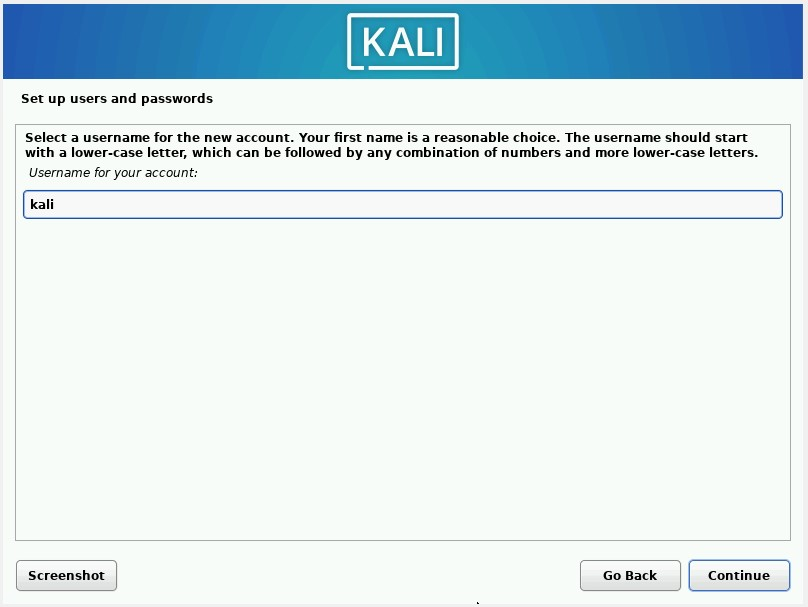 KALI
Set up users and passwords
Select a username for the new account. Your first name is a reasonable choice. The username should start
with a lower-case letter, which can be followed by any combination of numbers and more lower-case letters.
Username for your account:
kali
Screenshot
Go Back
Continue